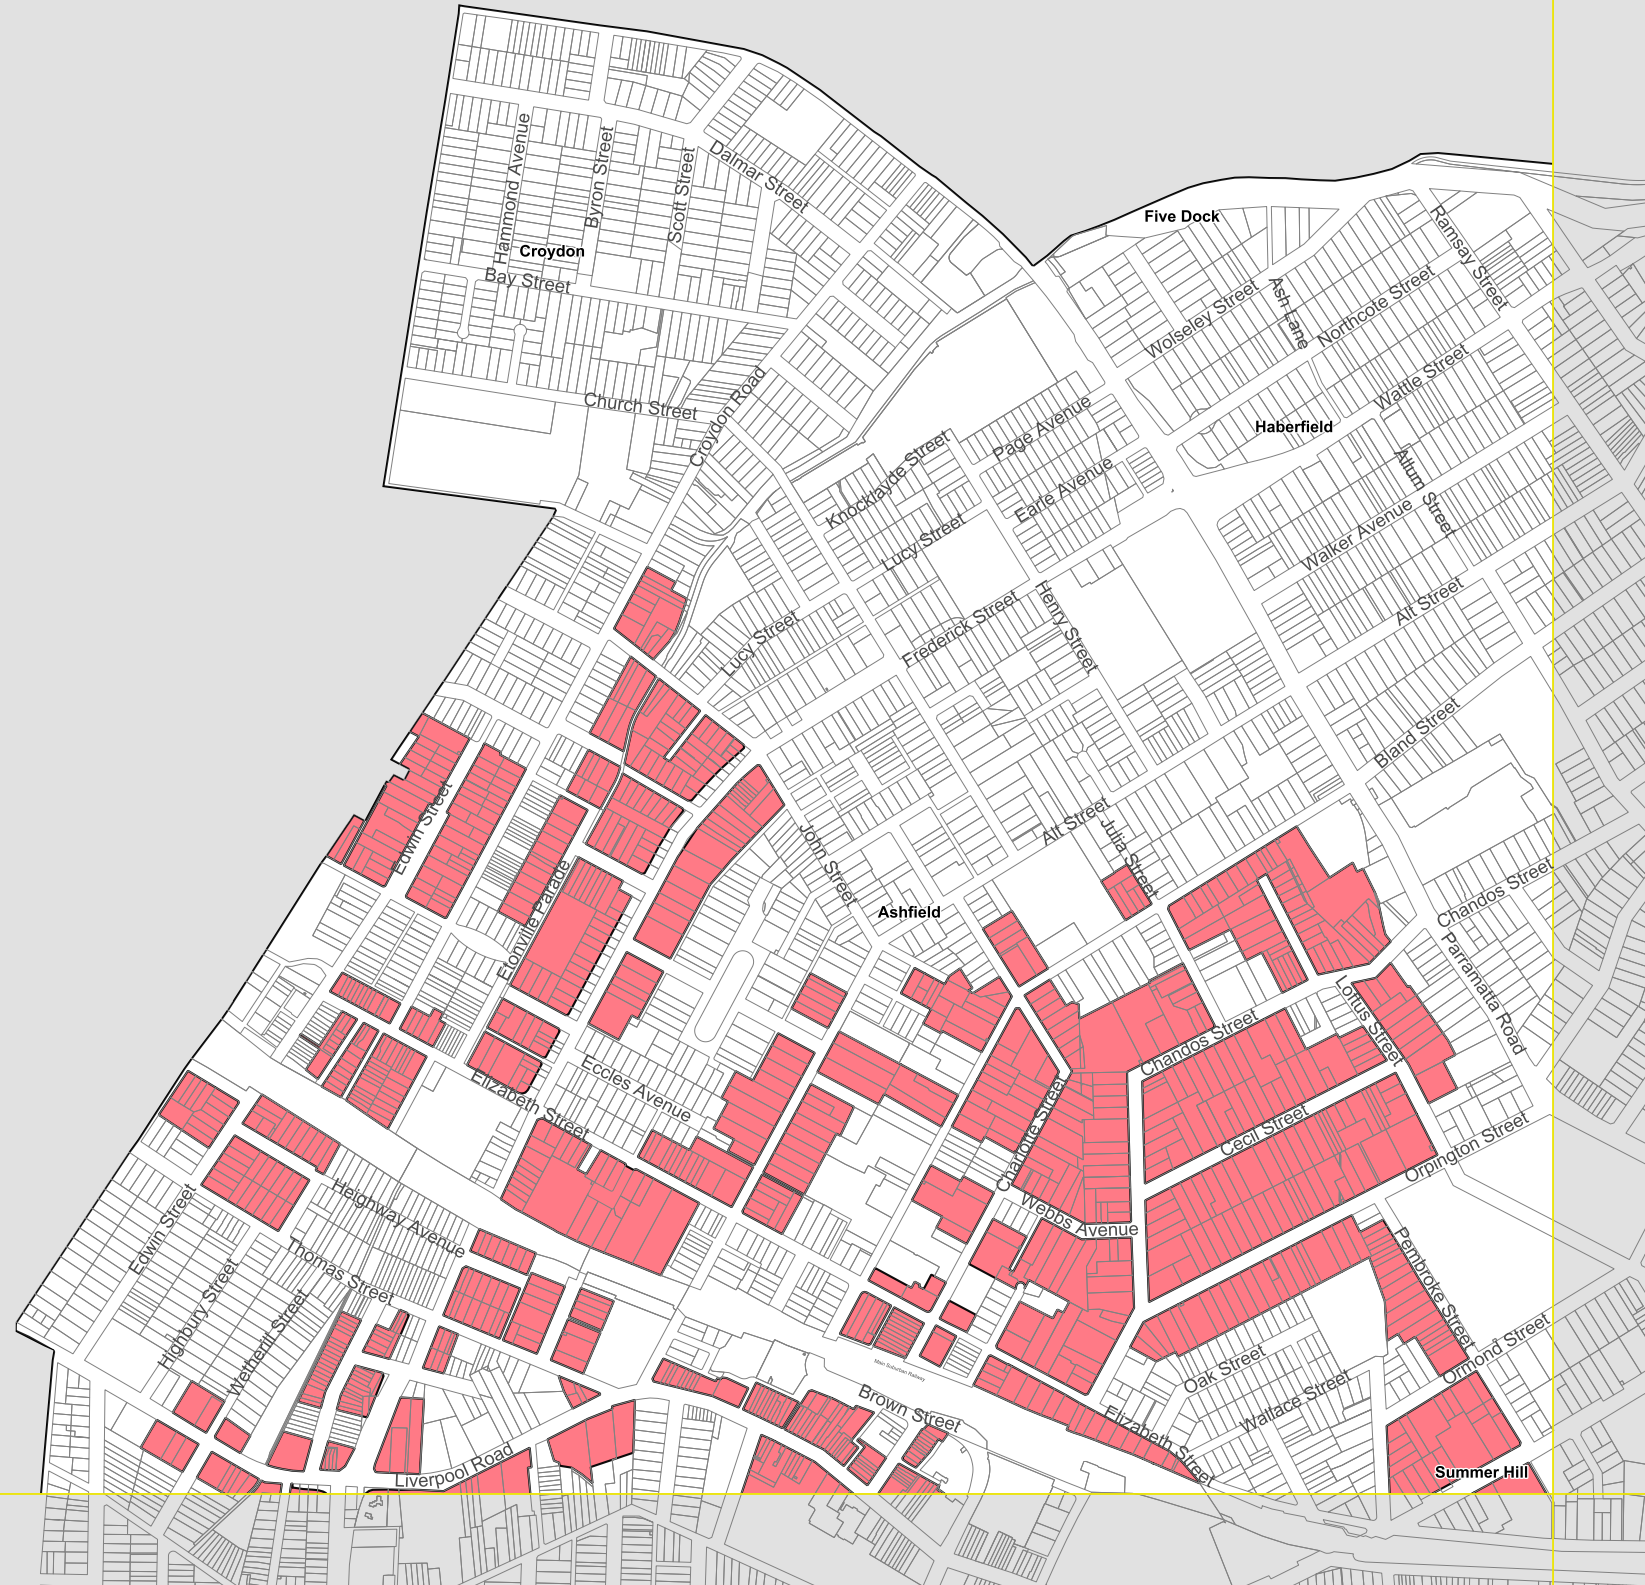 Five Dock
Ramsay Street
Hammond Avenue
Byron Street
Scott Street
Dalmar Street
Croydon
Bay Street
Wolseley Street
Ash Lane
Northcote Street
Wattle Street
Church Street
Croydon Road
Haberfield
Page Avenue
Knocklayde Street
Earle Avenue
Allum Street
Lucy Street
Walker Avenue
Frederick Street
Henry Street
Alt Street
Lucy Street
Bland Street
Edwin Street
John Street
Alt Street
Julia Street
Etonville Parade
Ashfield
Chandos Street
Parramatta Road
Loftus Street
Chandos Street
Eccles Avenue
Elizabeth Street
Charlotte Street
Cecil Street
Orpington Street
Webbs Avenue
Heighway Avenue
Edwin Street
Thomas Street
Highbury Street
Wetherill Street
Pembroke Street
Main Suburban Railway
Oak Street
Ormond Street
Brown Street
Wallace Street
Elizabeth Street
Liverpool Road
Summer Hill